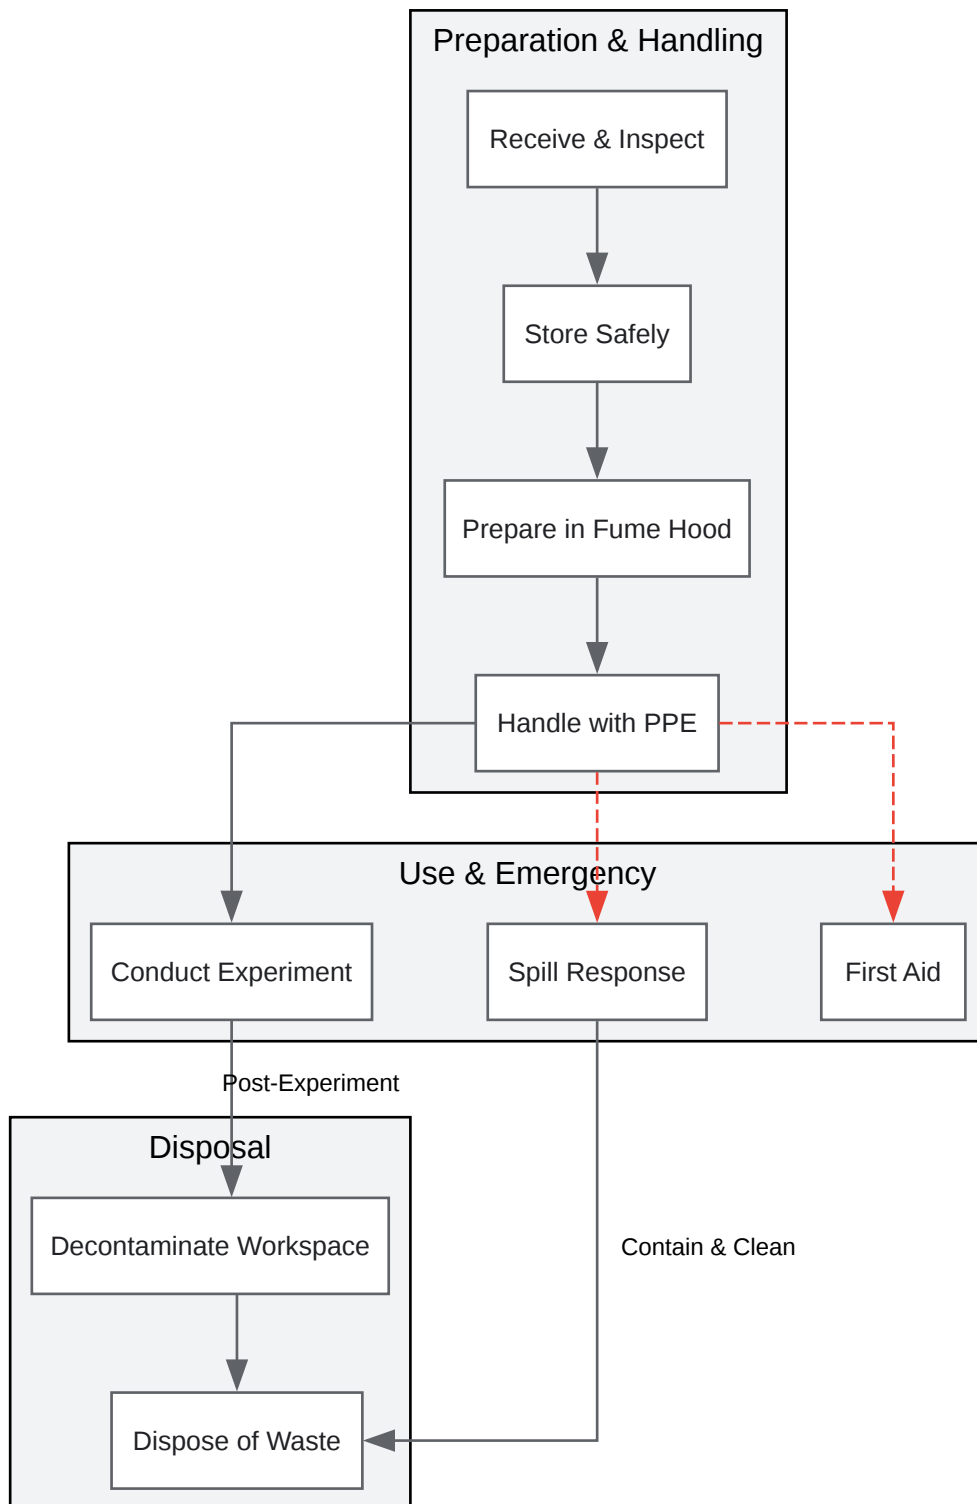 Preparation & Handling
Receive & Inspect
Store Safely
Prepare in Fume Hood
Handle with PPE
Use & Emergency
Conduct Experiment
Spill Response
First Aid
Post-Experiment
Disposal
Decontaminate Workspace
Contain & Clean
Dispose of Waste